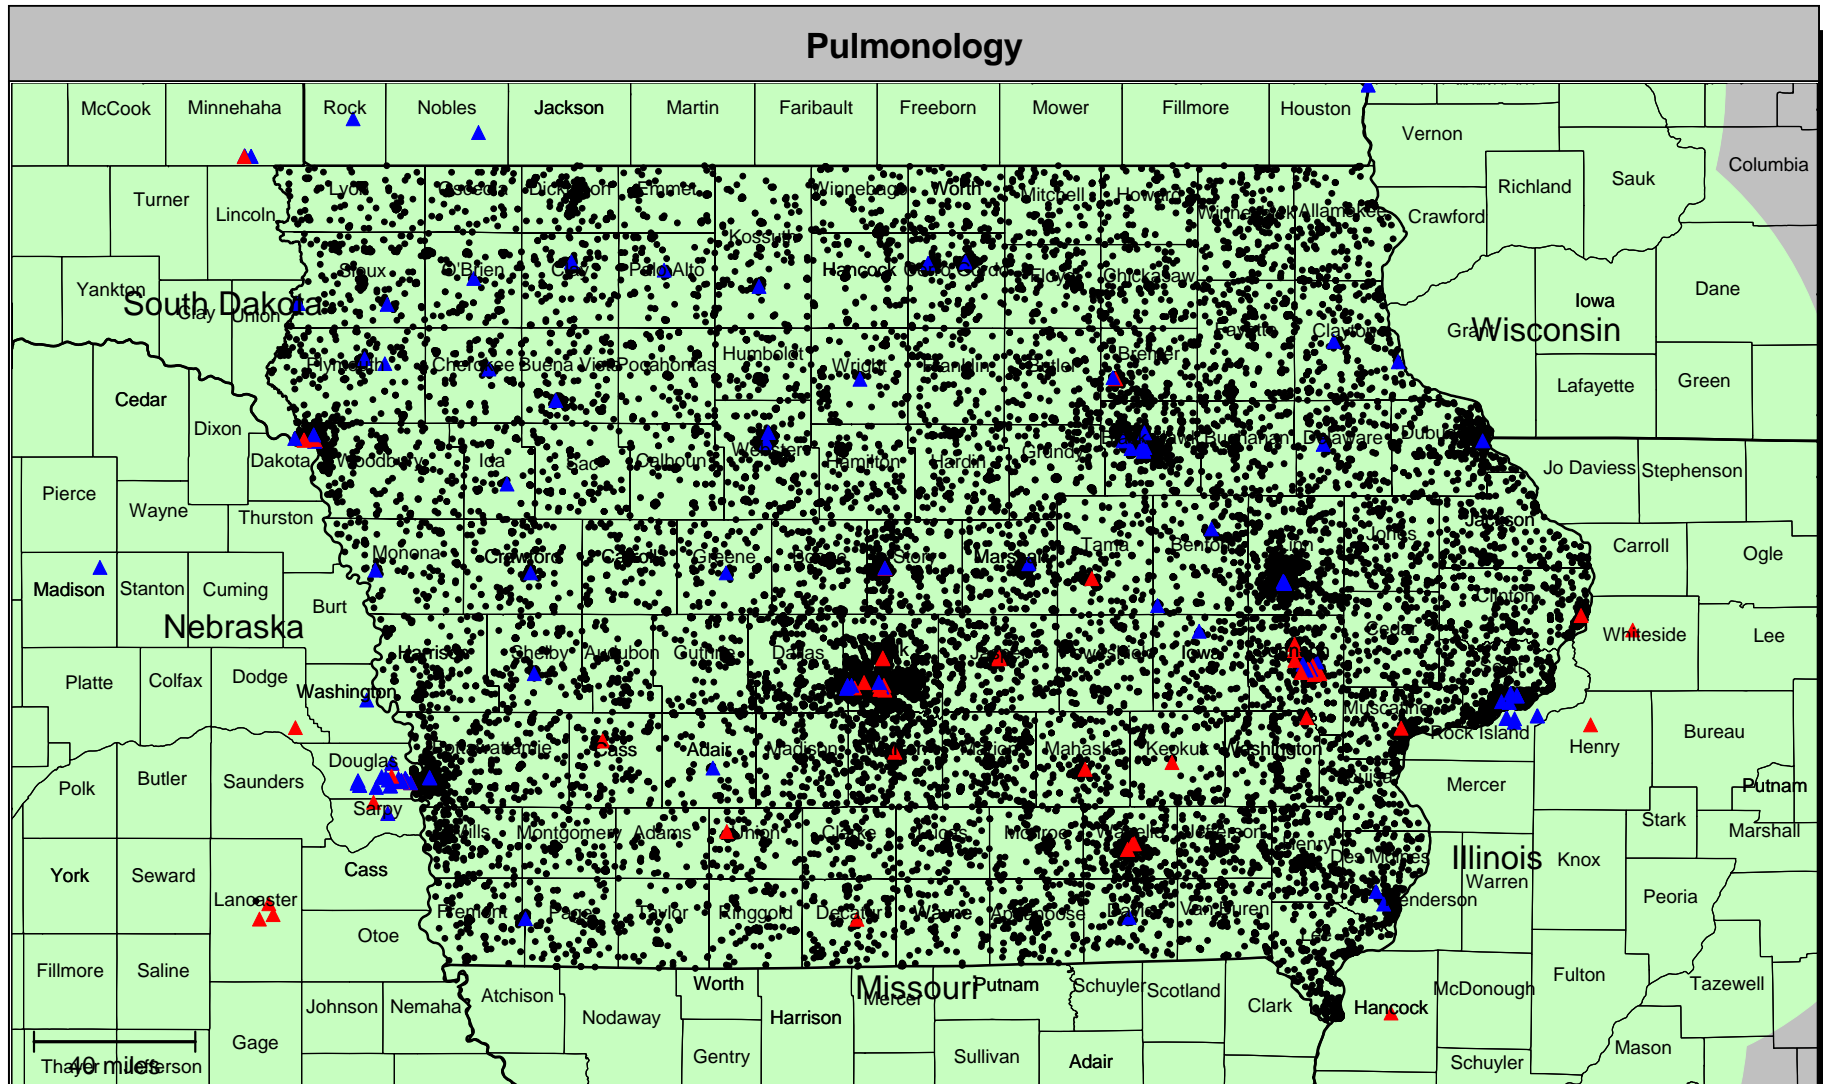 Pulmonology
McCook
Minnehaha
Rock
Nobles
Jackson
Martin
Faribault
Freeborn
Mower
Fillmore
Houston
Vernon
Columbia
Turner
Lincoln
Lyon
Osceola
Dickinson
Emmet
Winnebago
Worth
Mitchell
Howard
Winneshiek
Allamakee
Crawford
Richland
Sauk
Yankton
Clay
Union
South Dakota
Sioux
O'Brien
Clay
Palo Alto
Kossuth
Hancock
Cerro Gordo
Floyd
Chickasaw
Fayette
Clayton
Grant
Wisconsin
Iowa
Dane
Lafayette
Green
Cedar
Dixon
Dakota
Plymouth
Cherokee
Buena Vista
Pocahontas
Humboldt
Wright
Franklin
Butler
Bremer
Pierce
Wayne
Thurston
Woodbury
Ida
Sac
Calhoun
Webster
Hamilton
Hardin
Grundy
Black Hawk
Buchanan
Delaware
Dubuque
Jo Daviess
Stephenson
Madison
Stanton
Cuming
Burt
Nebraska
Monona
Crawford
Carroll
Greene
Boone
Story
Marshall
Tama
Benton
Linn
Jones
Jackson
Clinton
Carroll
Ogle
Whiteside
Lee
Platte
Colfax
Dodge
Washington
Harrison
Shelby
Audubon
Guthrie
Dallas
Polk
Jasper
Poweshiek
Iowa
Johnson
Cedar
Scott
Muscatine
Rock Island
Henry
Bureau
Polk
Butler
Saunders
Douglas
Sarpy
Pottawattamie
Cass
Adair
Madison
Warren
Marion
Mahaska
Keokuk
Washington
Louisa
Mercer
Putnam
Stark
Marshall
York
Seward
Lancaster
Cass
Otoe
Mills
Montgomery
Adams
Union
Clarke
Lucas
Monroe
Wapello
Jefferson
Henry
Des Moines
Illinois
Warren
Henderson
Knox
Peoria
Fremont
Page
Taylor
Ringgold
Decatur
Wayne
Appanoose
Davis
Van Buren
Lee
Fillmore
Saline
Johnson
Nemaha
Atchison
Nodaway
Worth
Harrison
Mercer
Missouri
Putnam
Schuyler
Scotland
Clark
Hancock
McDonough
Fulton
Tazewell
Gage
Gentry
Sullivan
Adair
Schuyler
Mason
Thayer
40 miles
Jefferson